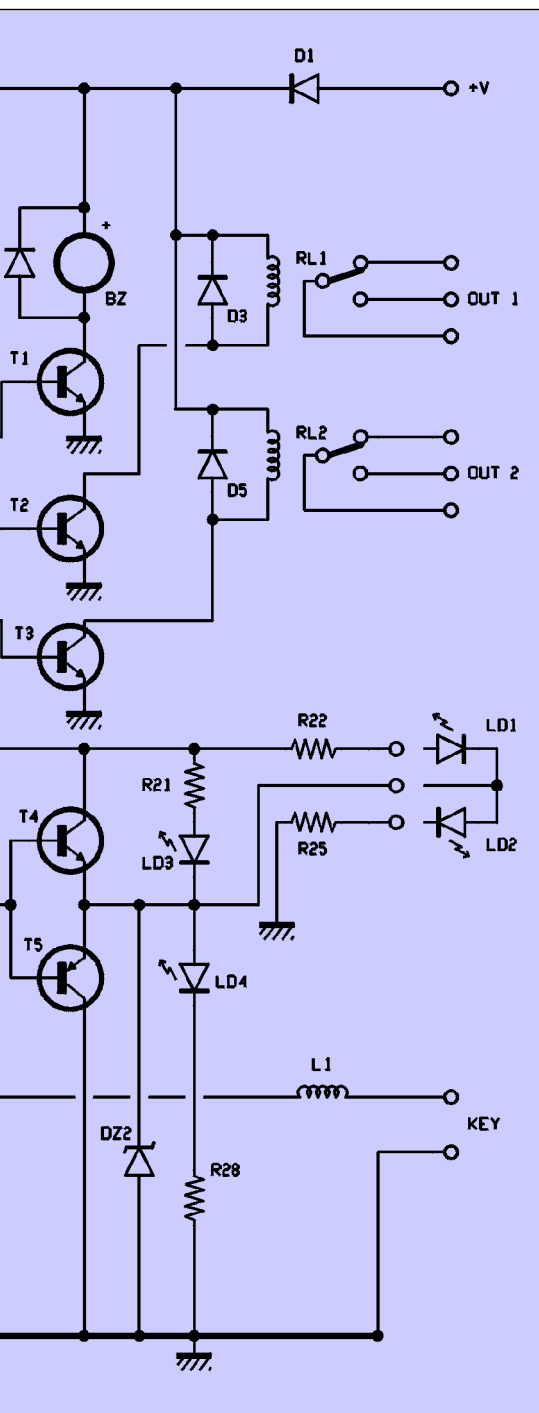 D1
+V
+
BZ
RL1
D3
OUT 1
T1
RL2
D5
OUT 2
T2
T3
R22
LD1
R21
T4
LD3
R25
LD2
T5
LD4
L1
KEY
DZ2
R28